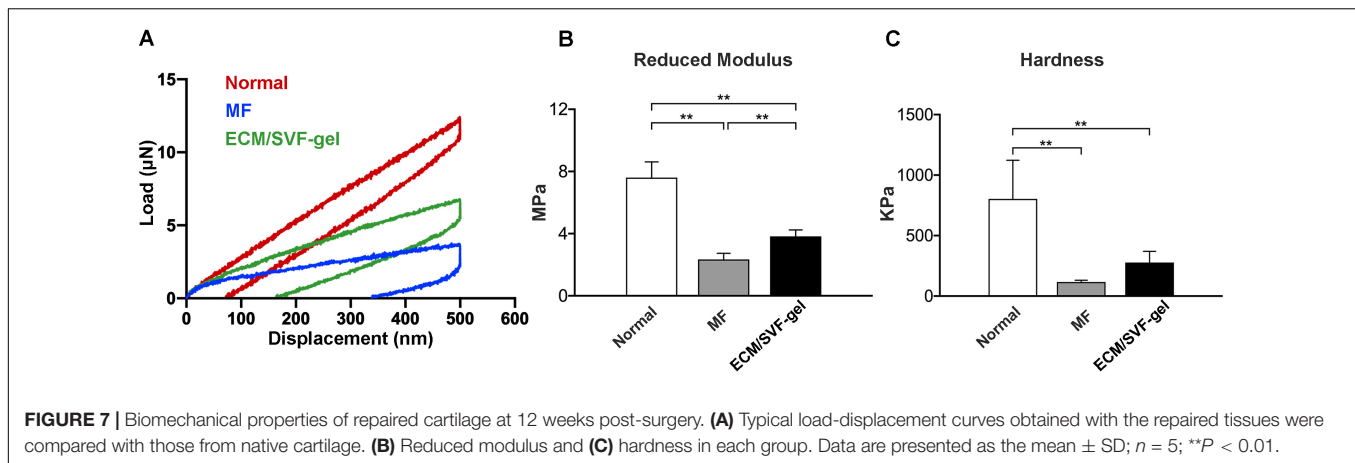 A
15
10
5
0
Load (μN)
Normal
MF
ECM/SVF-gel
0 100 200 300 400 500 600
Displacement (nm)
B
Reduced Modulus
12
8
4
0
MPa
**
** **
Normal
MF
ECM/SVF-gel
C
Hardness
1500
1000
500
0
KPa
**
**
Normal
MF
ECM/SVF-gel
FIGURE 7 | Biomechanical properties of repaired cartilage at 12 weeks post-surgery. (A) Typical load-displacement curves obtained with the repaired tissues were
compared with those from native cartilage. (B) Reduced modulus and (C) hardness in each group. Data are presented as the mean ± SD; n = 5; **P < 0.01.